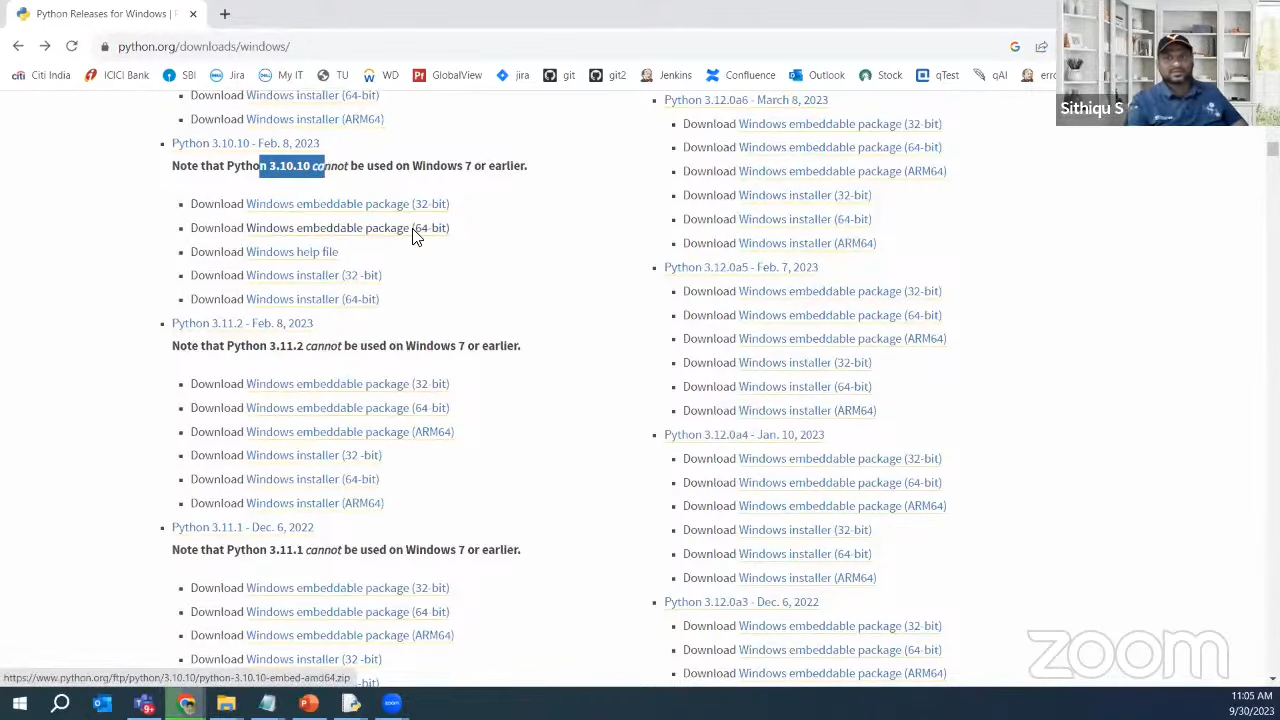 Python Releases for Windows |
python.org/downloads/windows/
Citi India
ICICI Bank
SBI
Jira
My IT
TU
WD
GlobalView
jira
git
git2
Jenkins
Confluence
Outlook
Stock
qTest
qAI
Sithiqu S
Download Windows installer (64-bit)
Download Windows installer (ARM64)
Python 3.10.10 - Feb. 8, 2023
Note that Python 3.10.10 cannot be used on Windows 7 or earlier.
Download Windows embeddable package (32-bit)
Download Windows embeddable package (64-bit)
Download Windows help file
Download Windows installer (32 -bit)
Download Windows installer (64-bit)
Python 3.11.2 - Feb. 8, 2023
Note that Python 3.11.2 cannot be used on Windows 7 or earlier.
Download Windows embeddable package (32-bit)
Download Windows embeddable package (64-bit)
Download Windows embeddable package (ARM64)
Download Windows installer (32 -bit)
Download Windows installer (64-bit)
Download Windows installer (ARM64)
Python 3.11.1 - Dec. 6, 2022
Note that Python 3.11.1 cannot be used on Windows 7 or earlier.
Download Windows embeddable package (32-bit)
Download Windows embeddable package (64-bit)
Download Windows embeddable package (ARM64)
Download Windows installer (32 -bit)
Python 3.12.0a6 - March 8, 2023
Download Windows embeddable package (32-bit)
Download Windows embeddable package (64-bit)
Download Windows embeddable package (ARM64)
Download Windows installer (32-bit)
Download Windows installer (64-bit)
Download Windows installer (ARM64)
Python 3.12.0a5 - Feb. 7, 2023
Download Windows embeddable package (32-bit)
Download Windows embeddable package (64-bit)
Download Windows embeddable package (ARM64)
Download Windows installer (32-bit)
Download Windows installer (64-bit)
Download Windows installer (ARM64)
Python 3.12.0a4 - Jan. 10, 2023
Download Windows embeddable package (32-bit)
Download Windows embeddable package (64-bit)
Download Windows embeddable package (ARM64)
Download Windows installer (32-bit)
Download Windows installer (64-bit)
Download Windows installer (ARM64)
Python 3.12.0a3 - Dec. 6, 2022
Download Windows embeddable package (32-bit)
Download Windows embeddable package (64-bit)
Download Windows embeddable package (ARM64)
zoom
https://www.python.org/ftp/python/3.10.10/python-3.10.10-embed-amd64.zip
11:05 AM
9/30/2023